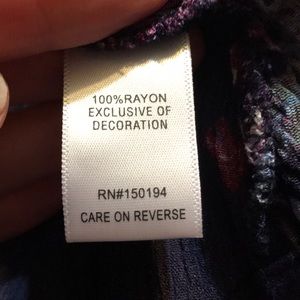 100%RAYON
EXCLUSIVE OF
DECORATION
RN#150194
CARE ON REVERSE